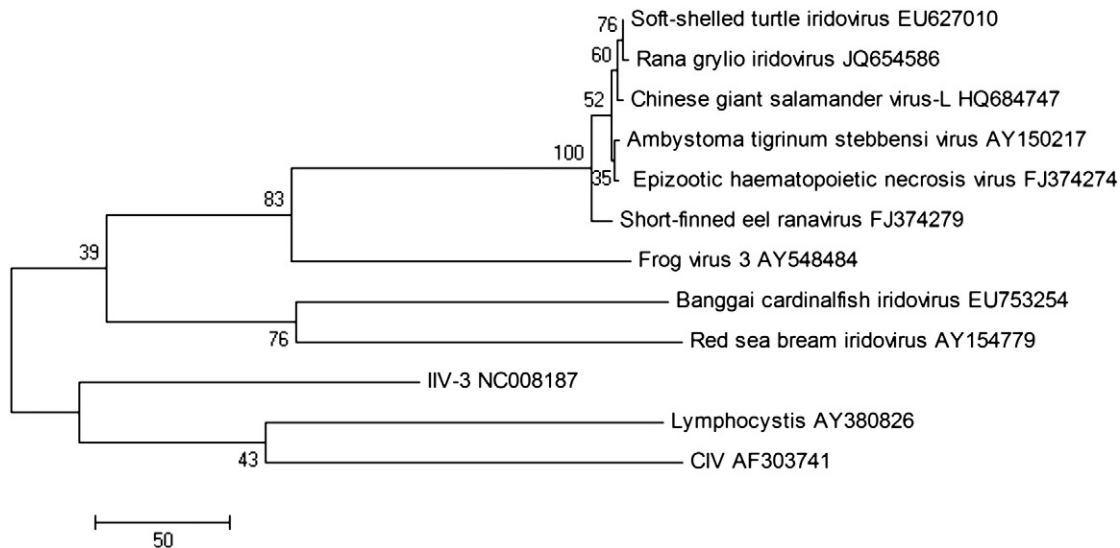 76 Soft-shelled turtle iridovirus EU627010
60 Rana grylio iridovirus JQ654586
52 Chinese giant salamander virus-L HQ684747
Ambystoma tigrinum stebbensi virus AY150217
100
35 Epizootic haematopoietic necrosis virus FJ374274
83 Short-finned eel ranavirus FJ374279
39 Frog virus 3 AY548484
Banggai cardinalfish iridovirus EU753254
76 Red sea bream iridovirus AY154779
IIV-3 NC008187
Lymphocystis AY380826
43 CIV AF303741
50